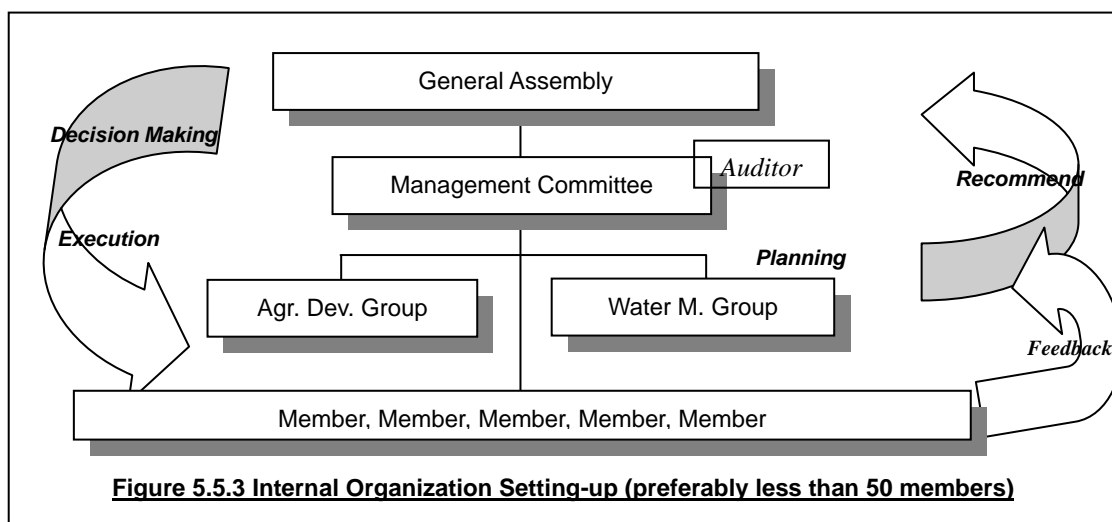 General Assembly
Decision Making
Management Committee
Auditor
Recommend
Execution
Planning
Agr. Dev. Group
Water M. Group
Feedback
Member, Member, Member, Member, Member
Figure 5.5.3 Internal Organization Setting-up (preferably less than 50 members)